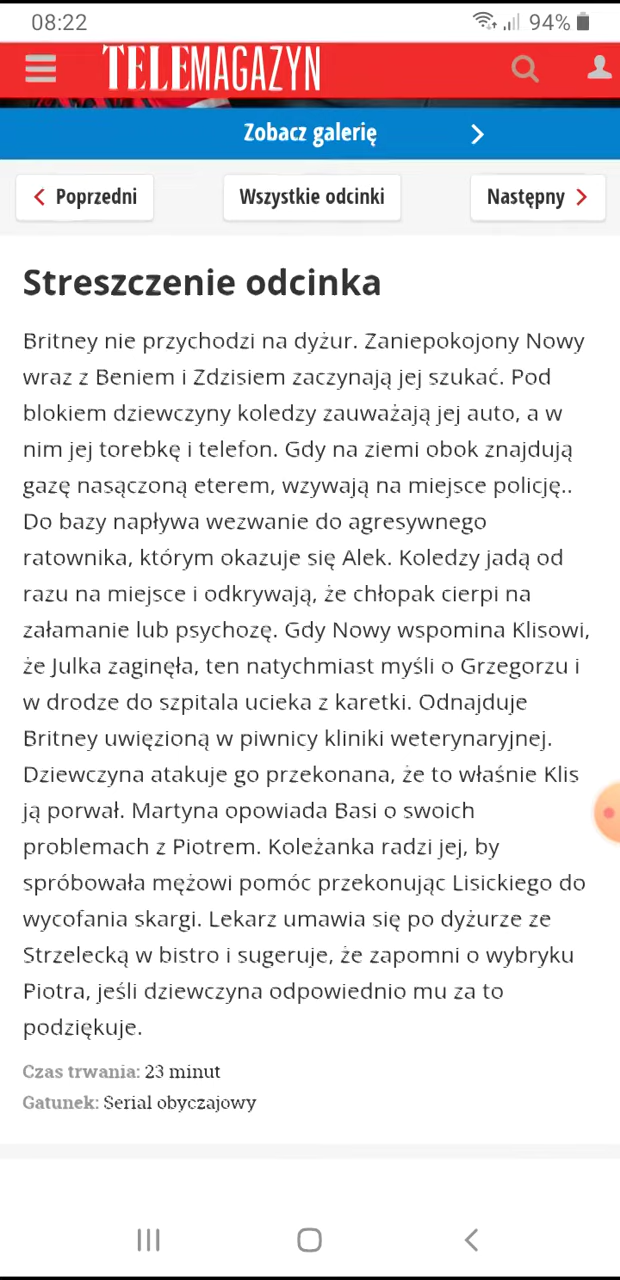 08:22
94%
TELEMAGAZYN
Zobacz galerię
Poprzedni
Wszystkie odcinki
Następny
Streszczenie odcinka
Britney nie przychodzi na dyżur. Zaniepokojony Nowy
wraz z Beniem i Zdzisiem zaczynają jej szukać. Pod
blokiem dziewczyny koledzy zauważają jej auto, a w
nim jej torebkę i telefon. Gdy na ziemi obok znajdują
gazę nasączoną eterem, wzywają na miejsce policję..
Do bazy napływa wezwanie do agresywnego
ratownika, którym okazuje się Alek. Koledzy jadą od
razu na miejsce i odkrywają, że chłopak cierpi na
załamanie lub psychozę. Gdy Nowy wspomina Klisowi,
że Julka zaginęła, ten natychmiast myśli o Grzegorzu i
w drodze do szpitala ucieka z karetki. Odnajduje
Britney uwięzioną w piwnicy kliniki weterynaryjnej.
Dziewczyna atakuje go przekonana, że to właśnie Klis
ją porwał. Martyna opowiada Basi o swoich
problemach z Piotrem. Koleżanka radzi jej, by
spróbowała mężowi pomóc przekonując Lisickiego do
wycofania skargi. Lekarz umawia się po dyżurze ze
Strzelecką w bistro i sugeruje, że zapomni o wybryku
Piotra, jeśli dziewczyna odpowiednio mu za to
podziękuje.
Czas trwania: 23 minut
Gatunek: Serial obyczajowy